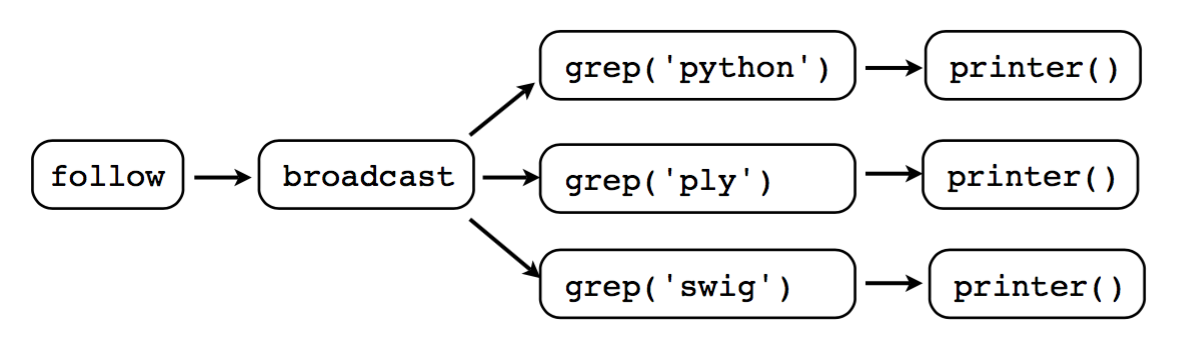 follow
broadcast
grep('python')
printer()
grep('ply')
printer()
grep('swig')
printer()